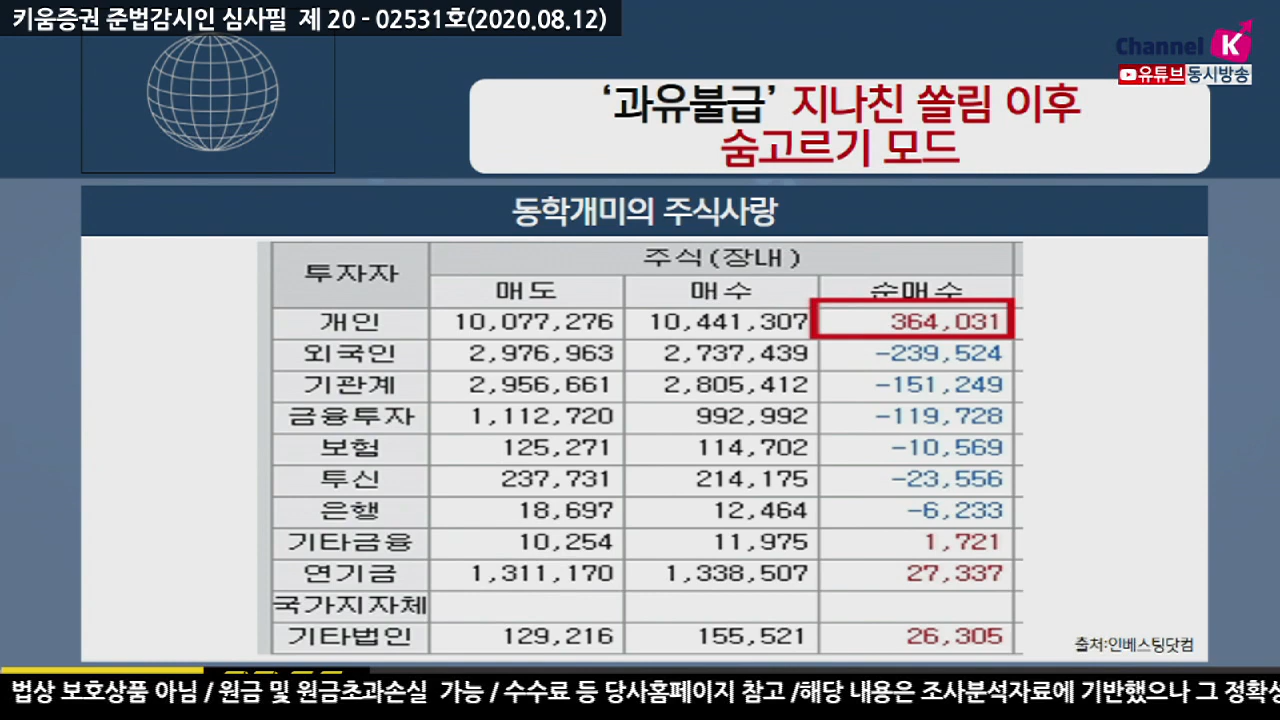 키움증권 준법감시인 심사필 제 20 - 02531호(2020.08.12)
Channel K
유튜브동시방송
‘과유불급’ 지나친 쏠림 이후
숨고르기 모드
동학개미의 주식사랑
투자자 주식(장내)
매도 매수 순매수
개인 10,077,276 10,441,307 364,031
외국인 2,976,963 2,737,439 -239,524
기관계 2,956,661 2,805,412 -151,249
금융투자 1,112,720 992,992 -119,728
보험 125,271 114,702 -10,569
투신 237,731 214,175 -23,556
은행 18,697 12,464 -6,233
기타금융 10,254 11,975 1,721
연기금 1,311,170 1,338,507 27,337
국가지자체
기타법인 129,216 155,521 26,305
출처:인베스팅닷컴
법상 보호상품 아님 / 원금 및 원금초과손실 가능 / 수수료 등 당사홈페이지 참고 /해당 내용은 조사분석자료에 기반했으나 그 정확성